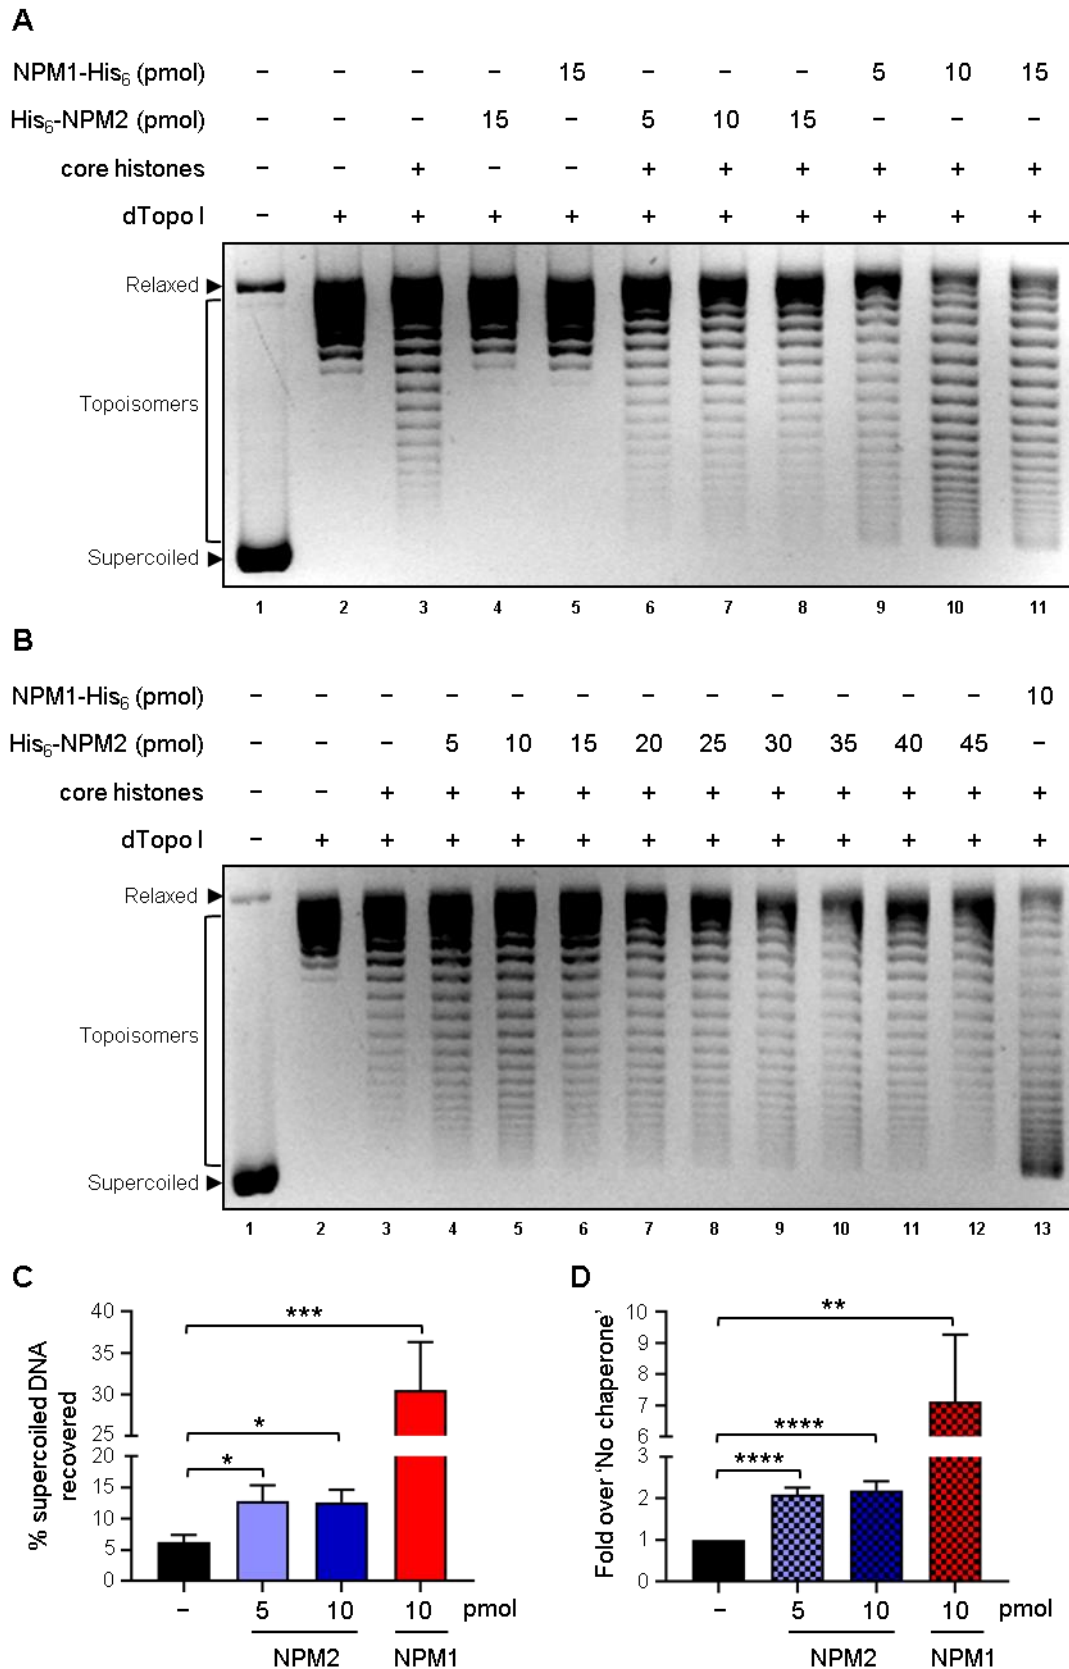 A
NPM1-His₆ (pmol) – – – – 15 – – – 5 10 15
His₆-NPM2 (pmol) – – – 15 – 5 10 15 – – –
core histones – – + – – + + + + + +
dTopo I – + + + + + + + + + +
Relaxed ▶
Topoisomers
Supercoiled ▶
1 2 3 4 5 6 7 8 9 10 11
B
NPM1-His₆ (pmol) – – – – – – – – – – – – 10
His₆-NPM2 (pmol) – – – 5 10 15 20 25 30 35 40 45 –
core histones – – + + + + + + + + + + +
dTopo I – + + + + + + + + + + + +
Relaxed ▶
Topoisomers
Supercoiled ▶
1 2 3 4 5 6 7 8 9 10 11 12 13
C
% supercoiled DNA
recovered
40
35
30
25
20
15
10
5
0
***
*
*
– 5 10 10 pmol
NPM2 NPM1
D
Fold over ‘No chaperone’
10
9
8
7
6
3
2
1
0
**
****
****
– 5 10 10 pmol
NPM2 NPM1